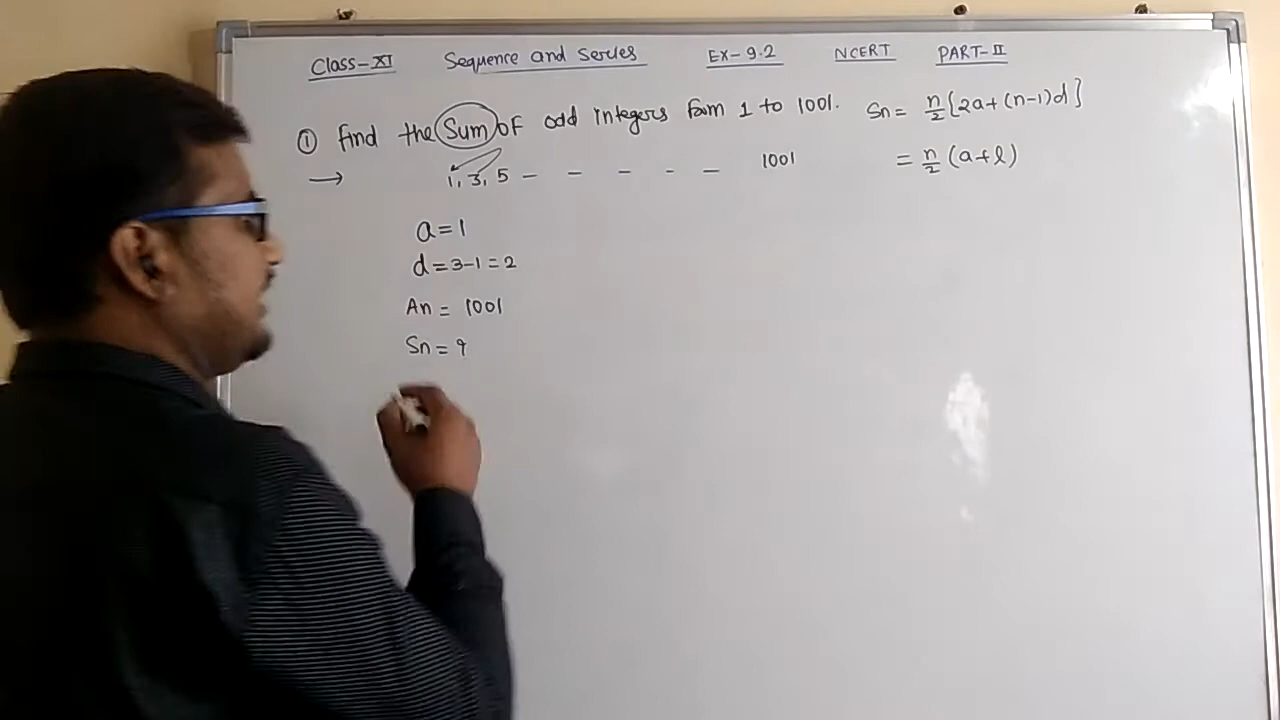 Class-XI Sequence and Series Ex-9.2 NCERT PART-II
① Find the Sum of odd integers from 1 to 1001. Sn = n/2 [2a+(n-1)d]
→ 1, 3, 5 - - - - - 1001 = n/2 (a+l)
a=1
d=3-1=2
An = 1001
Sn = ?